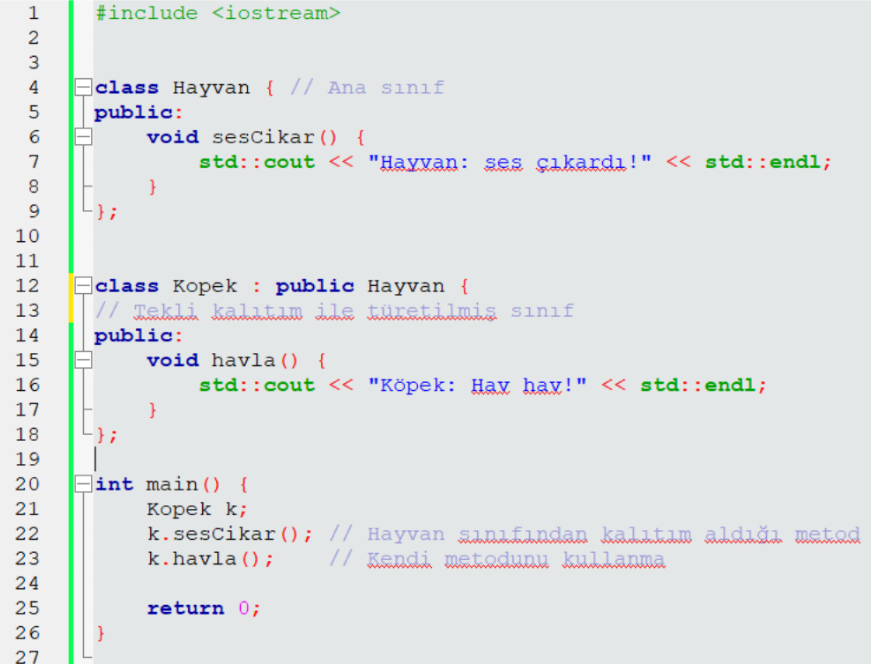 1 #include <iostream>
2
3
4 class Hayvan { // Ana sınıf
5 public:
6     void sesCikar() {
7         std::cout << "Hayvan: ses çıkardı!" << std::endl;
8     }
9 };
10
11
12 class Kopek : public Hayvan {
13 // Tekli kalıtım ile türetilmiş sınıf
14 public:
15     void havla() {
16         std::cout << "Köpek: Hav hav!" << std::endl;
17     }
18 };
19
20 int main() {
21     Kopek k;
22     k.sesCikar(); // Hayvan sınıfından kalıtım aldığı metod
23     k.havla();    // Kendi metodunu kullanma
24
25     return 0;
26 }
27